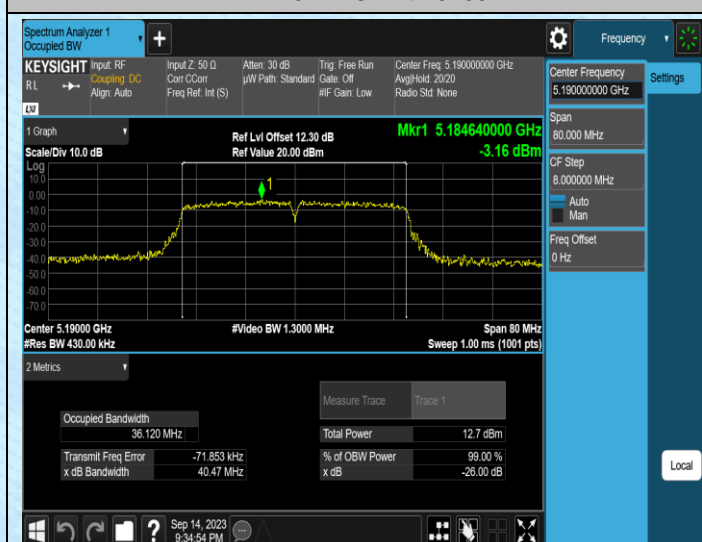 Spectrum Analyzer 1
Occupied BW
Frequency
KEYSIGHT
Input: RF
Coupling: DC
Align: Auto
Input Z: 50 Ω
Corr CCorr
Freq Ref: Int (S)
Atten: 30 dB
µW Path: Standard
Trig: Free Run
Gate: Off
#IF Gain: Low
Center Freq: 5.190000000 GHz
Avg|Hold: 20/20
Radio Std: None
RL
LXI
Center Frequency
5.190000000 GHz
Settings
Span
80.000 MHz
CF Step
8.000000 MHz
Auto
Man
Freq Offset
0 Hz
1 Graph
Scale/Div 10.0 dB
Ref Lvl Offset 12.30 dB
Ref Value 20.00 dBm
Mkr1 5.184640000 GHz
-3.16 dBm
Log
10.0
0.00
-10.0
-20.0
-30.0
-40.0
-50.0
-60.0
-70.0
1
Center 5.19000 GHz
#Res BW 430.00 kHz
#Video BW 1.3000 MHz
Span 80 MHz
Sweep 1.00 ms (1001 pts)
2 Metrics
Measure Trace Trace 1
Occupied Bandwidth
36.120 MHz
Total Power 12.7 dBm
Transmit Freq Error -71.853 kHz
% of OBW Power 99.00 %
x dB Bandwidth 40.47 MHz
x dB -26.00 dB
Local
?
Sep 14, 2023
9:34:54 PM